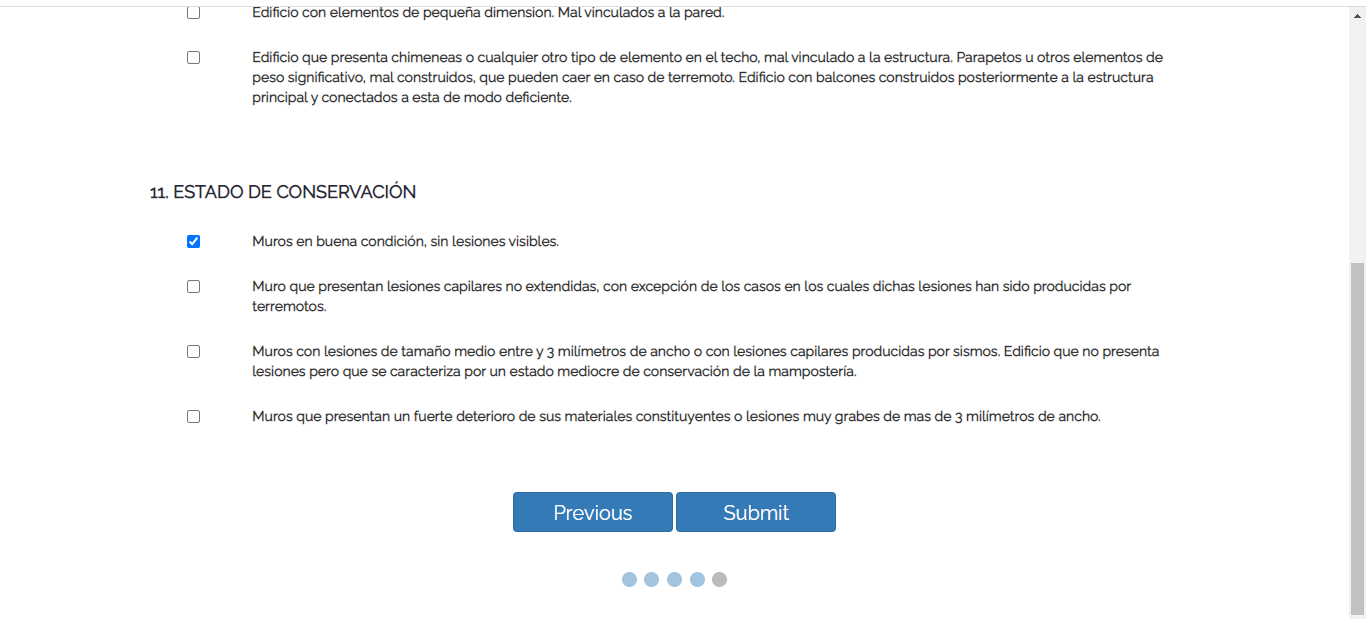 Edificio con elementos de pequeña dimension. Mal vinculados a la pared.
Edificio que presenta chimeneas o cualquier otro tipo de elemento en el techo, mal vinculado a la estructura. Parapetos u otros elementos de
peso significativo, mal construidos, que pueden caer en caso de terremoto. Edificio con balcones construidos posteriormente a la estructura
principal y conectados a esta de modo deficiente.
11. ESTADO DE CONSERVACIÓN
Muros en buena condición, sin lesiones visibles.
Muro que presentan lesiones capilares no extendidas, con excepción de los casos en los cuales dichas lesiones han sido producidas por
terremotos.
Muros con lesiones de tamaño medio entre y 3 milímetros de ancho o con lesiones capilares producidas por sismos. Edificio que no presenta
lesiones pero que se caracteriza por un estado mediocre de conservación de la mampostería.
Muros que presentan un fuerte deterioro de sus materiales constituyentes o lesiones muy grabes de mas de 3 milímetros de ancho.
Previous Submit